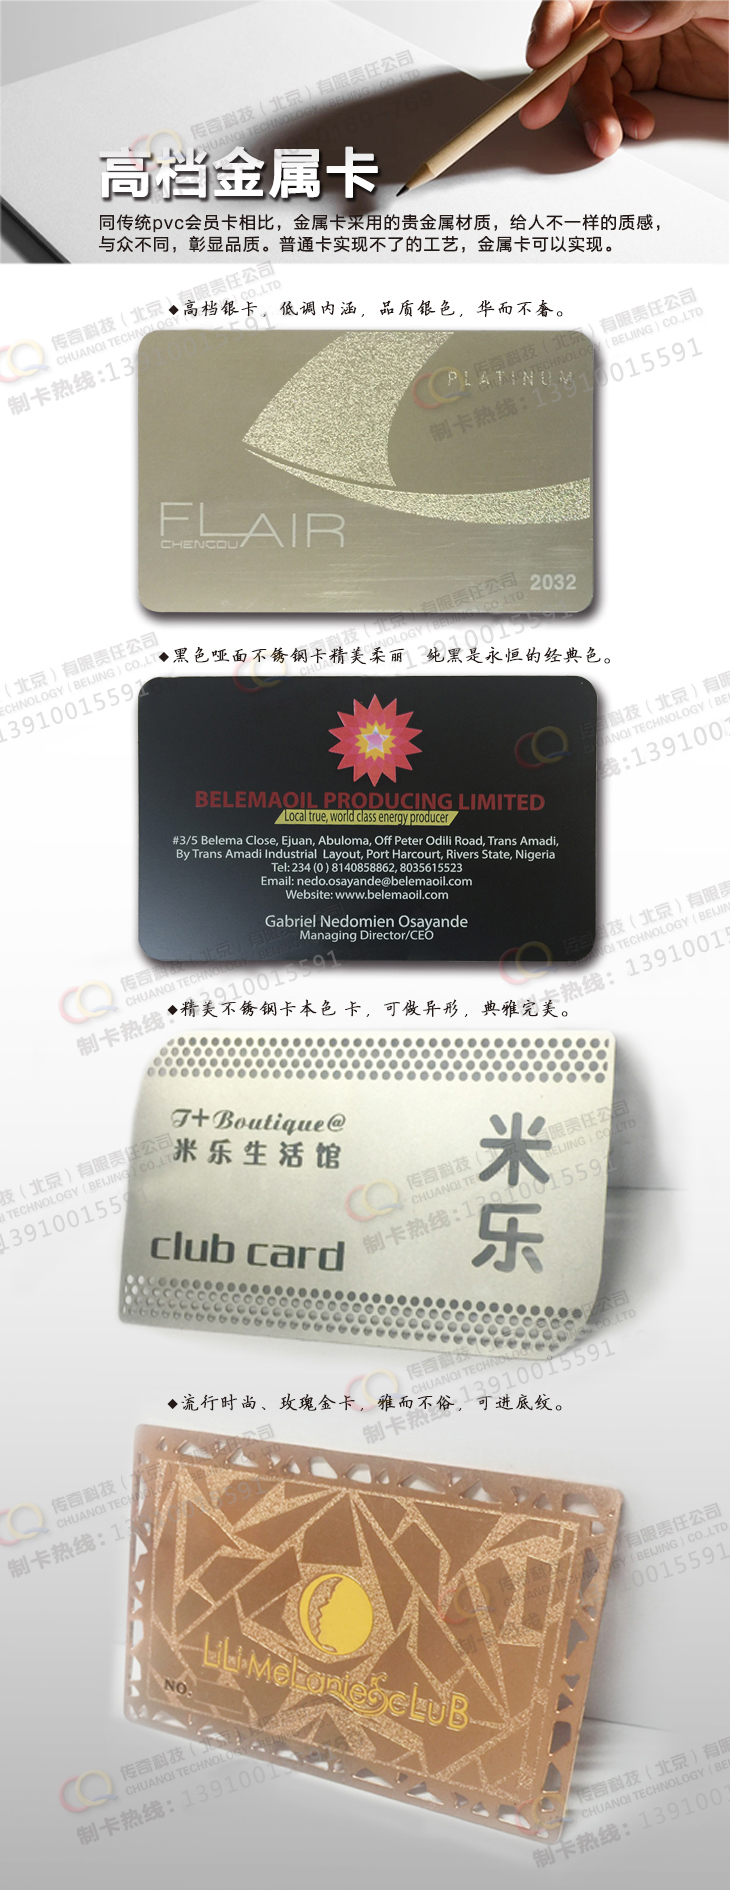 高档金属卡
同传统pvc会员卡相比，金属卡采用的贵金属材质，给人不一样的质感，
与众不同，彰显品质。普通卡实现不了的工艺，金属卡可以实现。
◆高档银卡，低调内涵，品质银色，华而不奢。
PLATINUM
FLAIR
CHENGDU
2032
◆黑色哑面不锈钢卡精美柔丽 纯黑是永恒的经典色。
BELEMAOIL PRODUCING LIMITED
Local true, world class energy producer
#3/5 Belema Close, Ejuan, Abuloma, Off Peter Odili Road, Trans Amadi,
By Trans Amadi Industrial Layout, Port Harcourt, Rivers State, Nigeria
Tel: 234 (0) 8140858862, 8035615523
Email: nedo.osayande@belemaoil.com
Website: www.belemaoil.com
Gabriel Nedomien Osayande
Managing Director/CEO
◆精美不锈钢卡本色 卡，可做异形，典雅完美。
T+Boutique@
米乐生活馆
米乐
club card
◆流行时尚、玫瑰金卡，雅而不俗，可进底纹。
LiLi·MeLanie&cLuB
NO:
传奇科技（北京）有限责任公司
CHUANQI TECHNOLOGY（BEIJING）CO.,LTD
制卡热线:13910015591